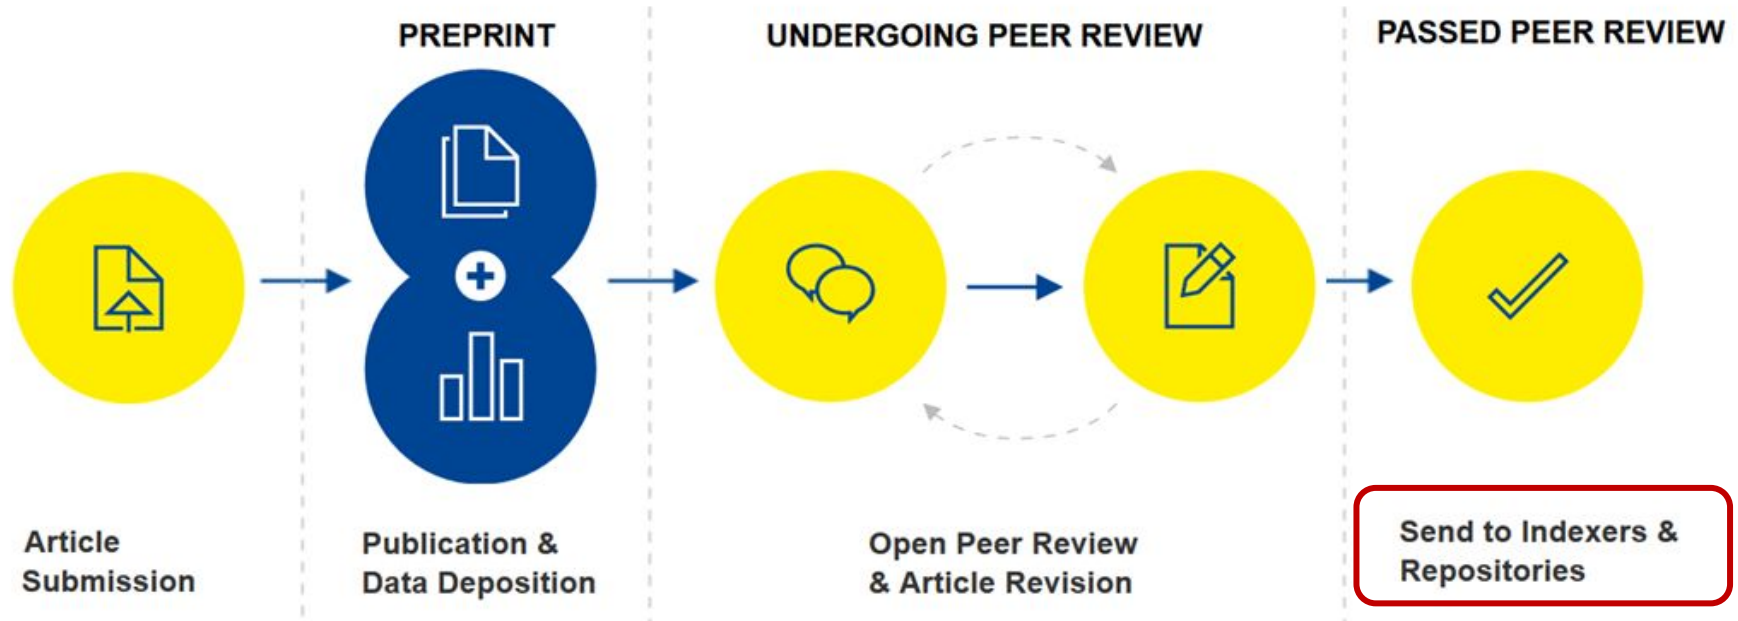 PREPRINT
UNDERGOING PEER REVIEW
PASSED PEER REVIEW
Article
Submission
Publication &
Data Deposition
Open Peer Review
& Article Revision
Send to Indexers &
Repositories